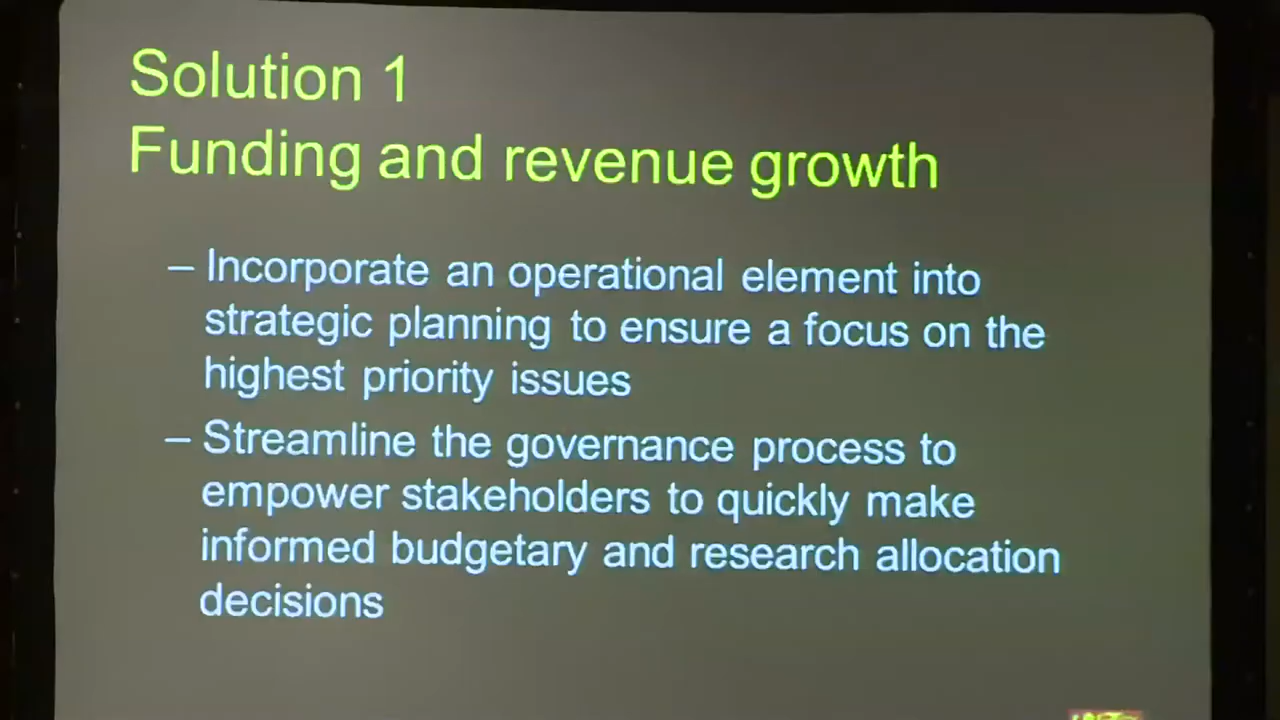 Solution 1
Funding and revenue growth
– Incorporate an operational element into
strategic planning to ensure a focus on the
highest priority issues
– Streamline the governance process to
empower stakeholders to quickly make
informed budgetary and research allocation
decisions